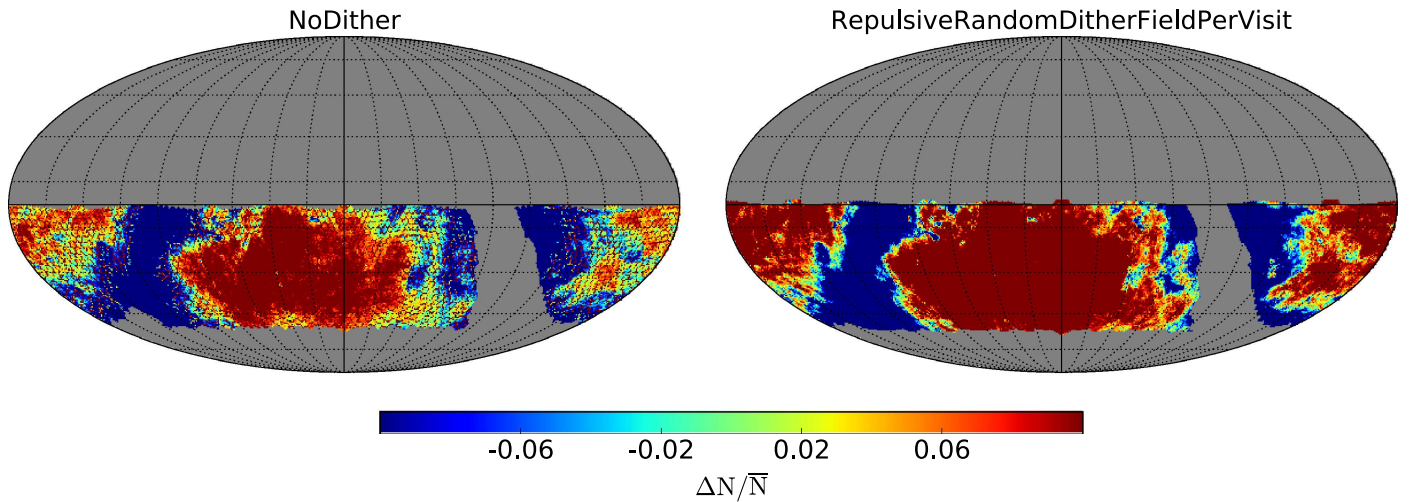 NoDither
RepulsiveRandomDitherFieldPerVisit
-0.06 -0.02 0.02 0.06
ΔN/N̅